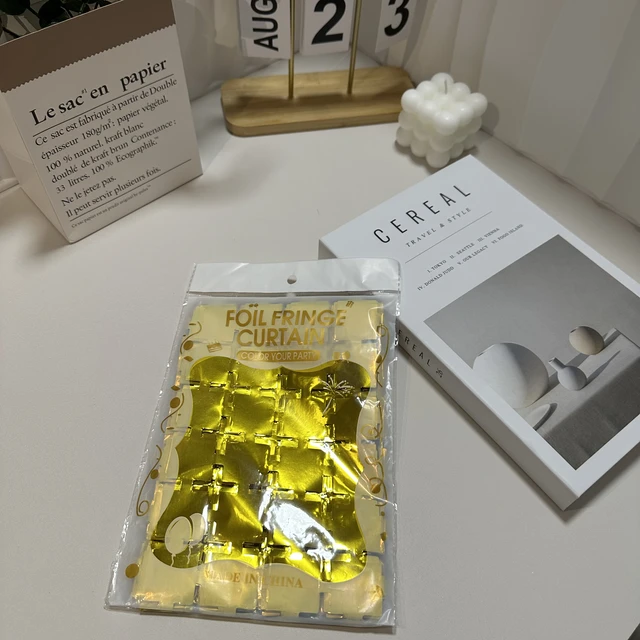 AUG
2
3
Le sac en papier
Ce sac est fabriqué à partir de Double
épaisseur 180g/m²: papier végétal,
100 % naturel, kraft blanc
doublé de kraft brun Contenance :
33 litres, 100% Ecographik.
Ne le jetez pas.
Il peut servir plusieurs fois.
CEREAL
TRAVEL & STYLE
CEREAL
FOIL FRINGE
CURTAIN
COLOR YOUR PARTY
MADE IN CHINA